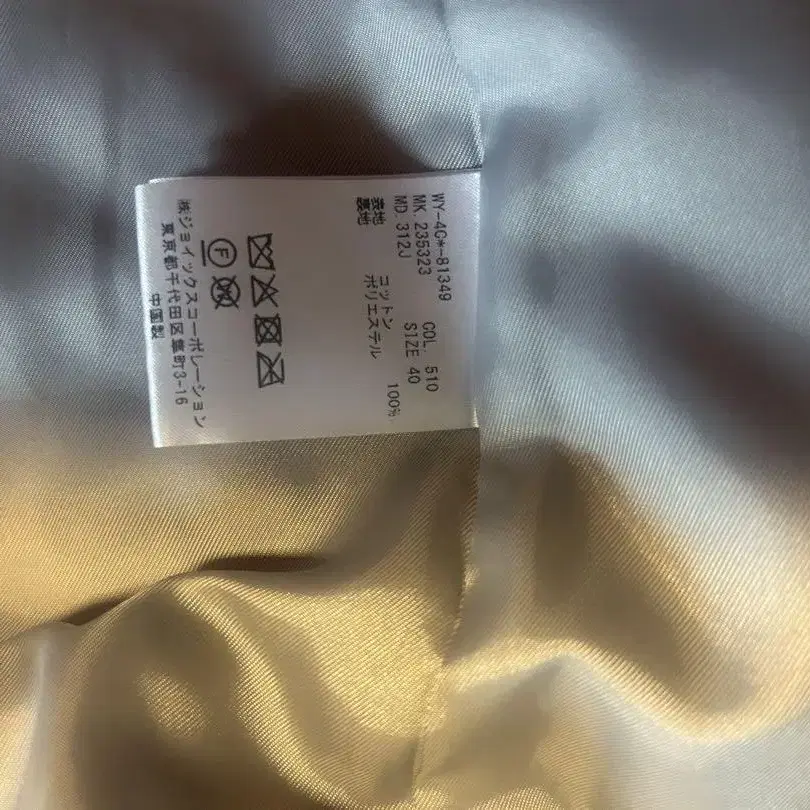 WY-4C*-81349 COL. 510
MK. 235323 SIZE 40
MD. 312J
表地 コットン 100%
裏地 ポリエステル
F
㈱ジョイックスコーポレーション
東京都千代田区麹町3-16
中国製